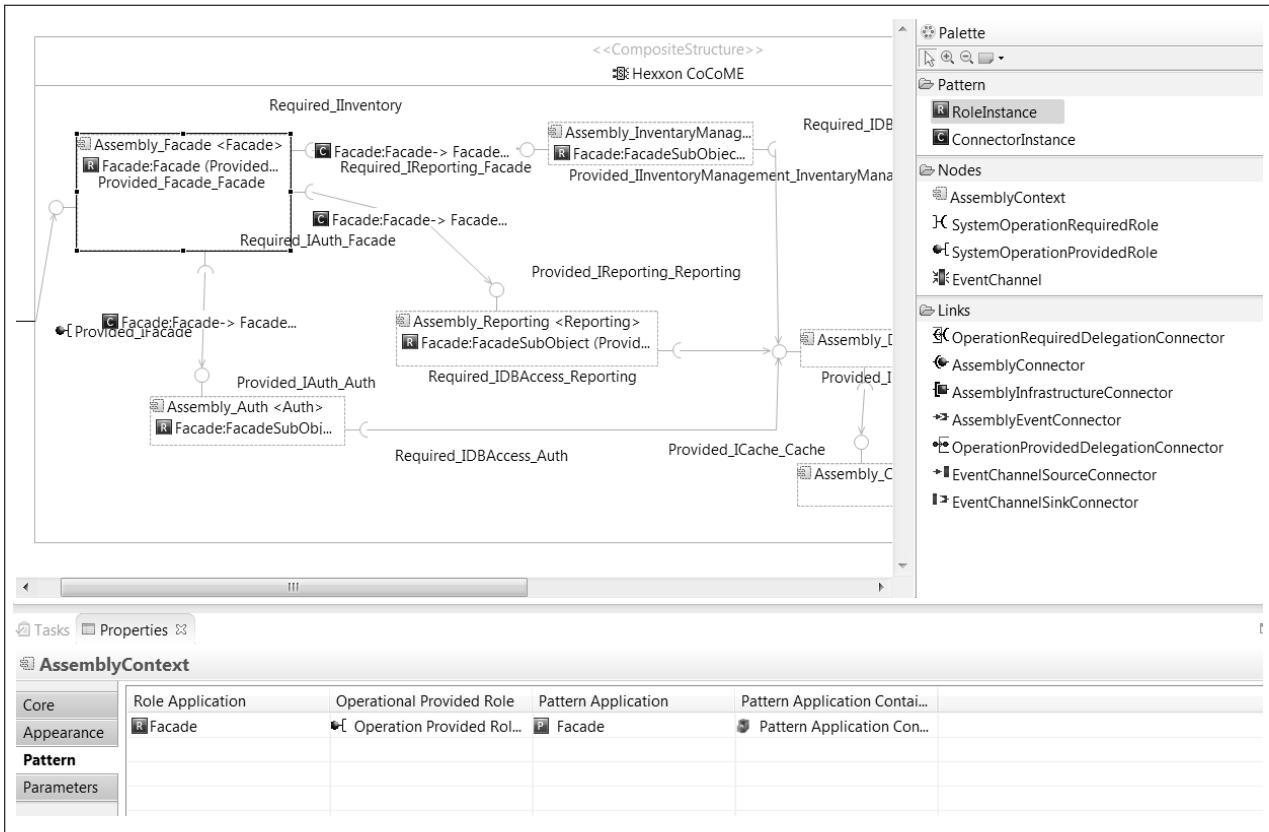 <<CompositeStructure>>
Hexxon CoCoME
Required_IInventory
Assembly_Facade <Facade>
Facade:Facade (Provided...
Provided_Facade_Facade
Facade:Facade-> Facade...
Required_IReporting_Facade
Assembly_InventaryManag...
Facade:FacadeSubObjec...
Required_IDB
Provided_IInventoryManagement_InventaryMana
Facade:Facade-> Facade...
Required_IAuth_Facade
Provided_IReporting_Reporting
Provided_IFacade
Facade:Facade-> Facade...
Assembly_Reporting <Reporting>
Facade:FacadeSubObject (Provid...
Assembly_D
Provided_IAuth_Auth
Required_IDBAccess_Reporting
Provided_I
Assembly_Auth <Auth>
Facade:FacadeSubObj...
Required_IDBAccess_Auth
Provided_ICache_Cache
Assembly_C
Palette
Pattern
R RoleInstance
C ConnectorInstance
Nodes
AssemblyContext
SystemOperationRequiredRole
SystemOperationProvidedRole
EventChannel
Links
OperationRequiredDelegationConnector
AssemblyConnector
AssemblyInfrastructureConnector
AssemblyEventConnector
OperationProvidedDelegationConnector
EventChannelSourceConnector
EventChannelSinkConnector
Tasks Properties
AssemblyContext
Core
Appearance
Pattern
Parameters
Role Application Operational Provided Role Pattern Application Pattern Application Contai...
R Facade Operation Provided Rol... P Facade Pattern Application Con...